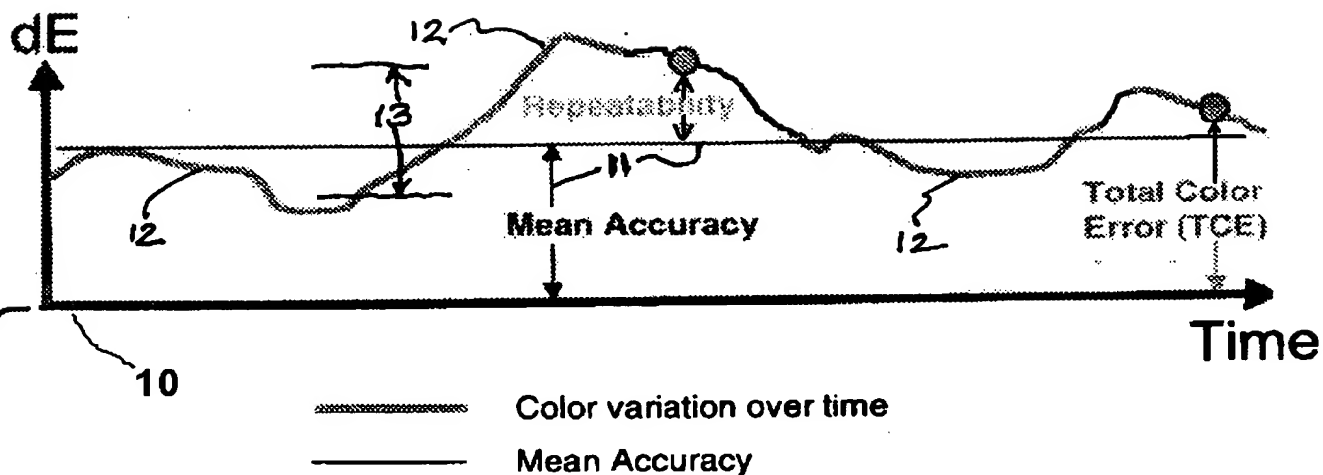 dE
12
13
Repeatability
11
12
Mean Accuracy
12
Total Color
Error (TCE)
Time
10
Color variation over time
Mean Accuracy